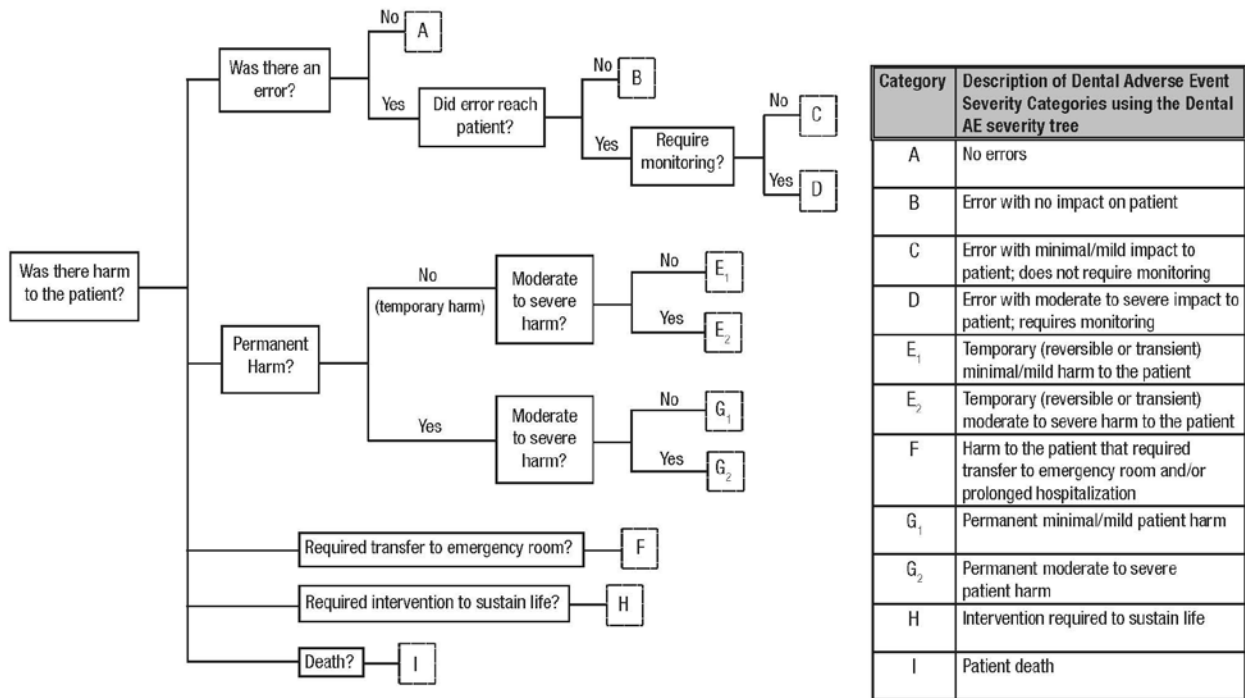 No
A
Was there an
error?
Yes
Did error reach
patient?
No
B
Yes
Require
monitoring?
No
C
Yes
D
Was there harm
to the patient?
Permanent
Harm?
No
(temporary harm)
Moderate
to severe
harm?
No
E₁
Yes
E₂
Yes
Moderate
to severe
harm?
No
G₁
Yes
G₂
Required transfer to emergency room?
F
Required intervention to sustain life?
H
Death?
I
Category
Description of Dental Adverse Event
Severity Categories using the Dental
AE severity tree
A
No errors
B
Error with no impact on patient
C
Error with minimal/mild impact to
patient; does not require monitoring
D
Error with moderate to severe impact to
patient; requires monitoring
E₁
Temporary (reversible or transient)
minimal/mild harm to the patient
E₂
Temporary (reversible or transient)
moderate to severe harm to the patient
F
Harm to the patient that required
transfer to emergency room and/or
prolonged hospitalization
G₁
Permanent minimal/mild patient harm
G₂
Permanent moderate to severe
patient harm
H
Intervention required to sustain life
I
Patient death